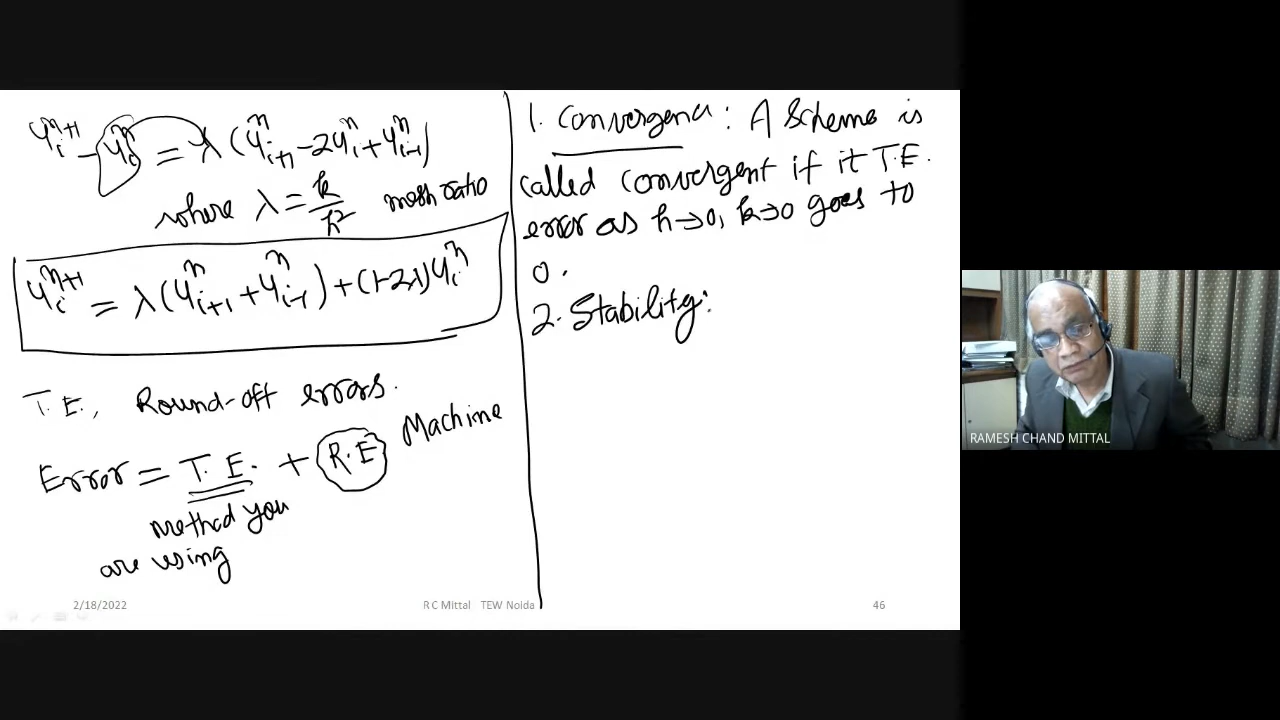 u_i^{n+1} - u_i^n = λ (u_{i+1}^n - 2u_i^n + u_{i-1}^n)
where λ = k/h² mesh ratio
u_i^{n+1} = λ (u_{i+1}^n + u_{i-1}^n) + (1-2λ) u_i^n
T.E., Round-off errors.
Error = T.E. + R.E Machine
method you
are using
1. Convergence: A Scheme is
called convergent if it T.E.
error as h→0, k→0 goes to
0.
2. Stability:
2/18/2022
R C Mittal TEW Noida
46
RAMESH CHAND MITTAL